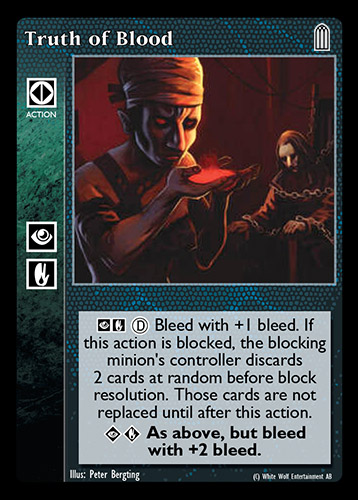 Truth of Blood
ACTION
Ⓓ Bleed with +1 bleed. If
this action is blocked, the blocking
minion's controller discards
2 cards at random before block
resolution. Those cards are not
replaced until after this action.
As above, but bleed
with +2 bleed.
Illus: Peter Bergting
(C) White Wolf Entertainment AB